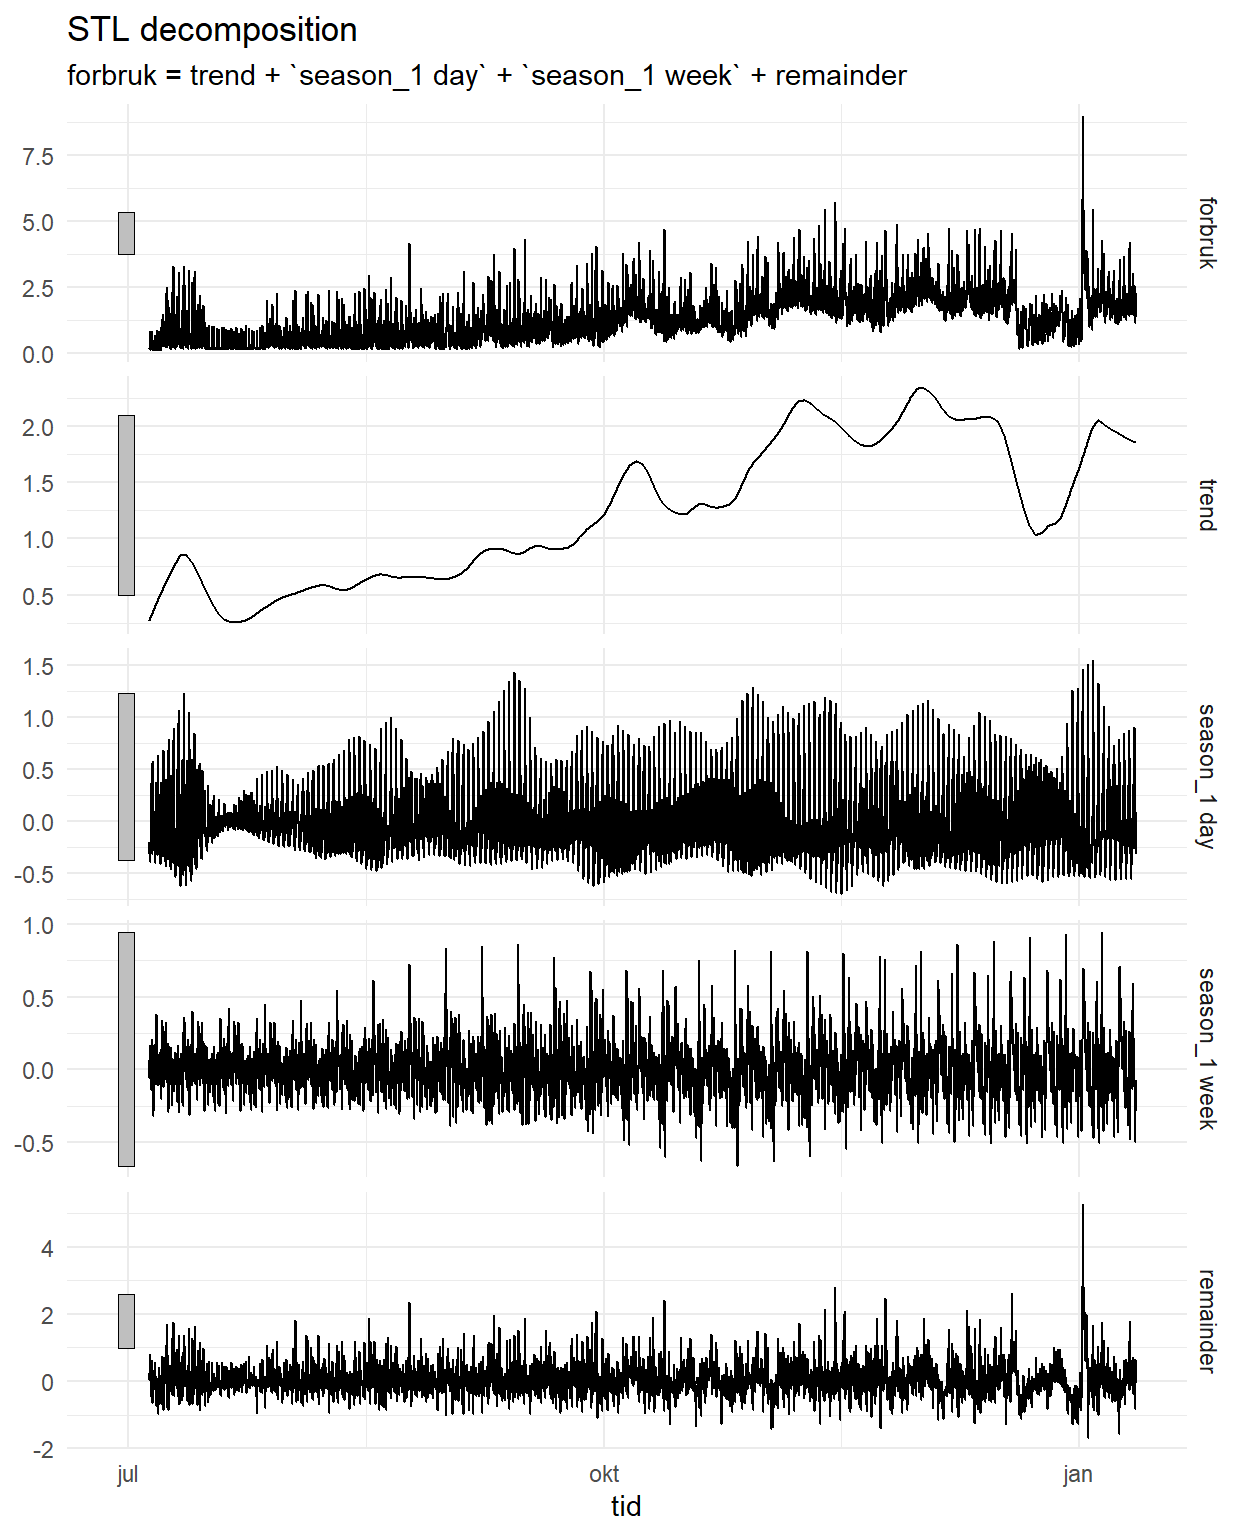 STL decomposition
forbruk = trend + `season_1 day` + `season_1 week` + remainder
7.5
5.0
2.5
0.0
forbruk
2.0
1.5
1.0
0.5
trend
1.5
1.0
0.5
0.0
-0.5
season_1 day
1.0
0.5
0.0
-0.5
season_1 week
4
2
0
-2
remainder
jul
okt
jan
tid